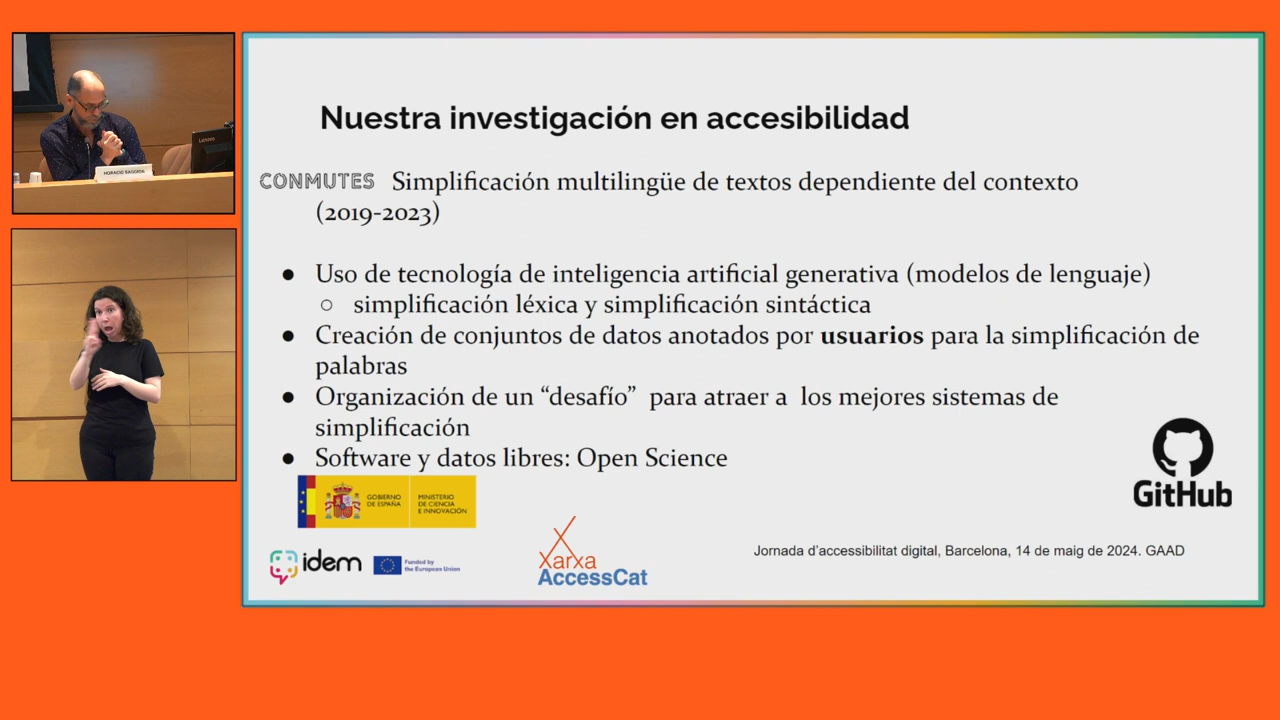 Lenovo
HORACIO SAGGION
Nuestra investigación en accesibilidad
CONMUTES Simplificación multilingüe de textos dependiente del contexto
(2019-2023)
● Uso de tecnología de inteligencia artificial generativa (modelos de lenguaje)
○ simplificación léxica y simplificación sintáctica
● Creación de conjuntos de datos anotados por usuarios para la simplificación de
palabras
● Organización de un “desafío” para atraer a los mejores sistemas de
simplificación
● Software y datos libres: Open Science
GitHub
GOBIERNO
DE ESPAÑA
MINISTERIO
DE CIENCIA
E INNOVACIÓN
idem
Funded by
the European Union
Xarxa
AccessCat
Jornada d’accessibilitat digital, Barcelona, 14 de maig de 2024. GAAD